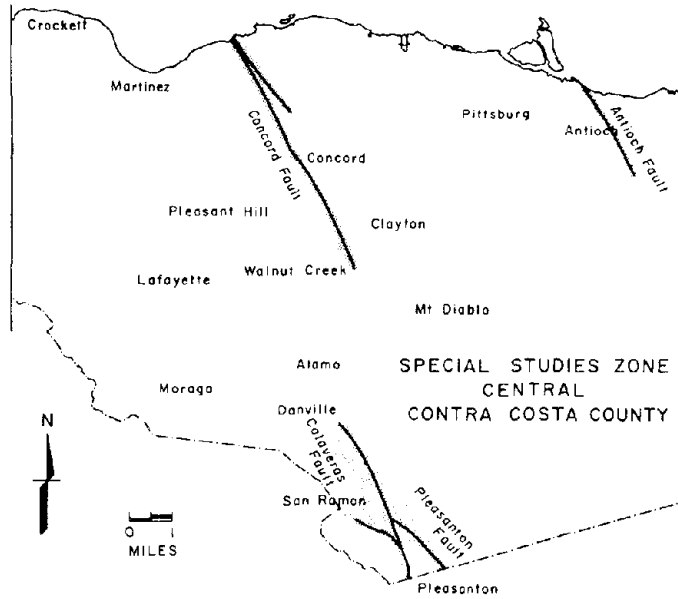 Crockett
Martinez
Pittsburg
Antioch
Antioch Fault
Concord Fault
Concord
Pleasant Hill
Clayton
Lafayette
Walnut Creek
Mt Diablo
Alamo
Moraga
SPECIAL STUDIES ZONE
CENTRAL
CONTRA COSTA COUNTY
Danville
Calaveras
Fault
N
San Ramon
Pleasanton
Fault
0 1
MILES
Pleasanton